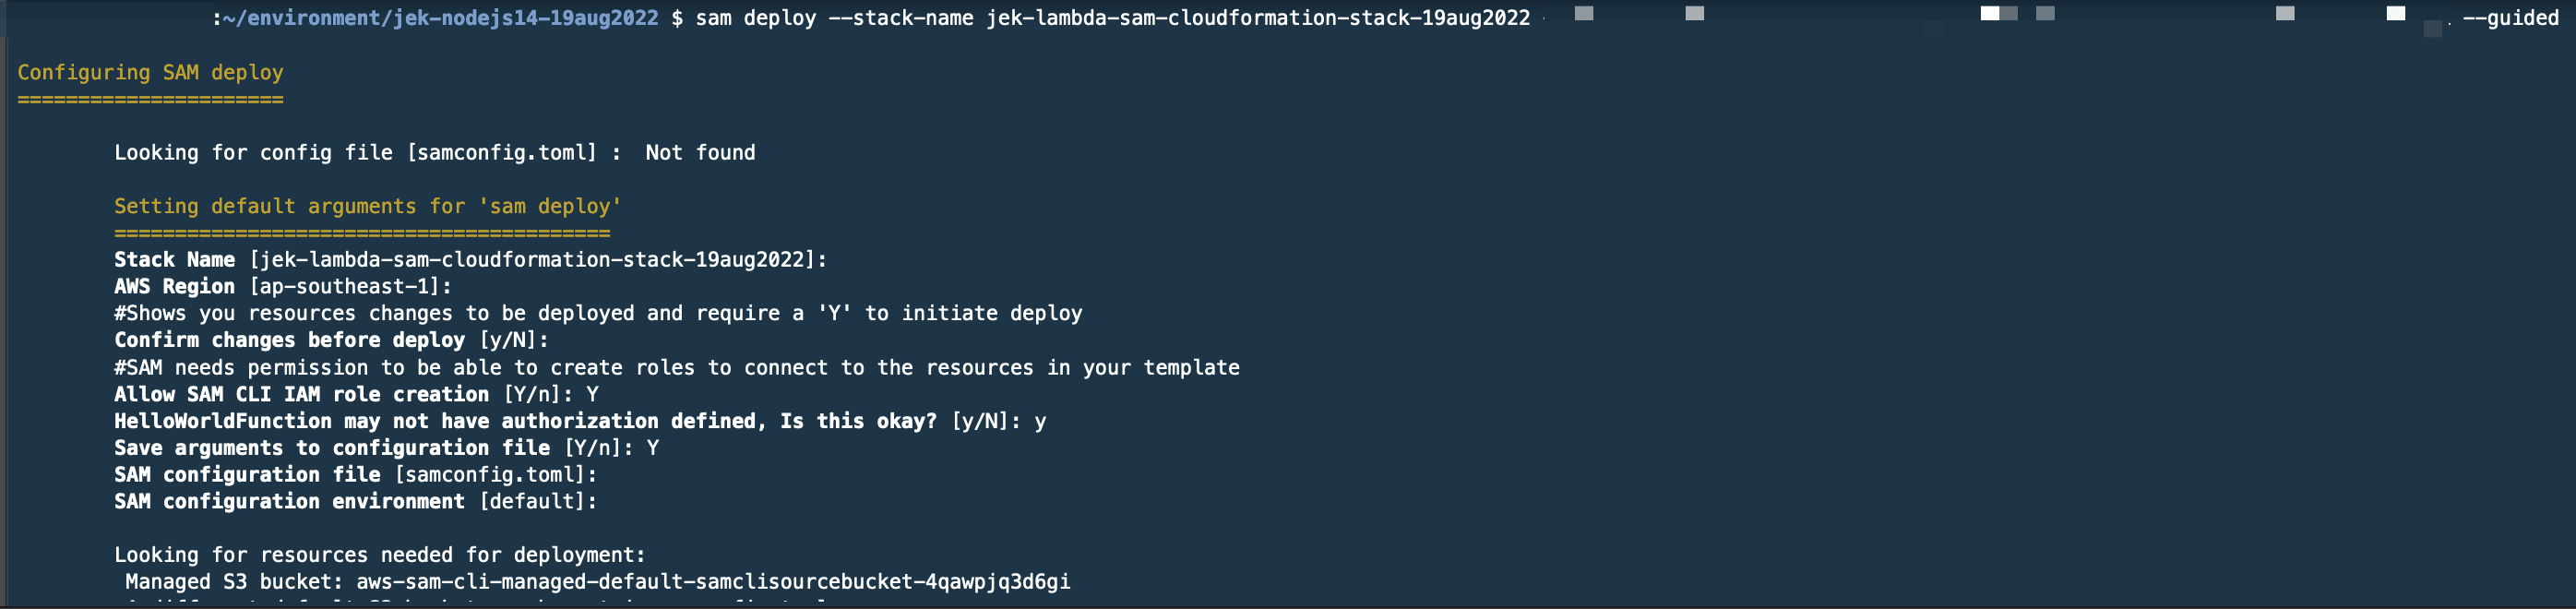 :~/environment/jek-nodejs14-19aug2022 $ sam deploy --stack-name jek-lambda-sam-cloudformation-stack-19aug2022 --guided
Configuring SAM deploy
======================
Looking for config file [samconfig.toml] :  Not found
Setting default arguments for 'sam deploy'
=========================================
Stack Name [jek-lambda-sam-cloudformation-stack-19aug2022]:
AWS Region [ap-southeast-1]:
#Shows you resources changes to be deployed and require a 'Y' to initiate deploy
Confirm changes before deploy [y/N]:
#SAM needs permission to be able to create roles to connect to the resources in your template
Allow SAM CLI IAM role creation [Y/n]: Y
HelloWorldFunction may not have authorization defined, Is this okay? [y/N]: y
Save arguments to configuration file [Y/n]: Y
SAM configuration file [samconfig.toml]:
SAM configuration environment [default]:
Looking for resources needed for deployment:
Managed S3 bucket: aws-sam-cli-managed-default-samclisourcebucket-4qawpjq3d6gi